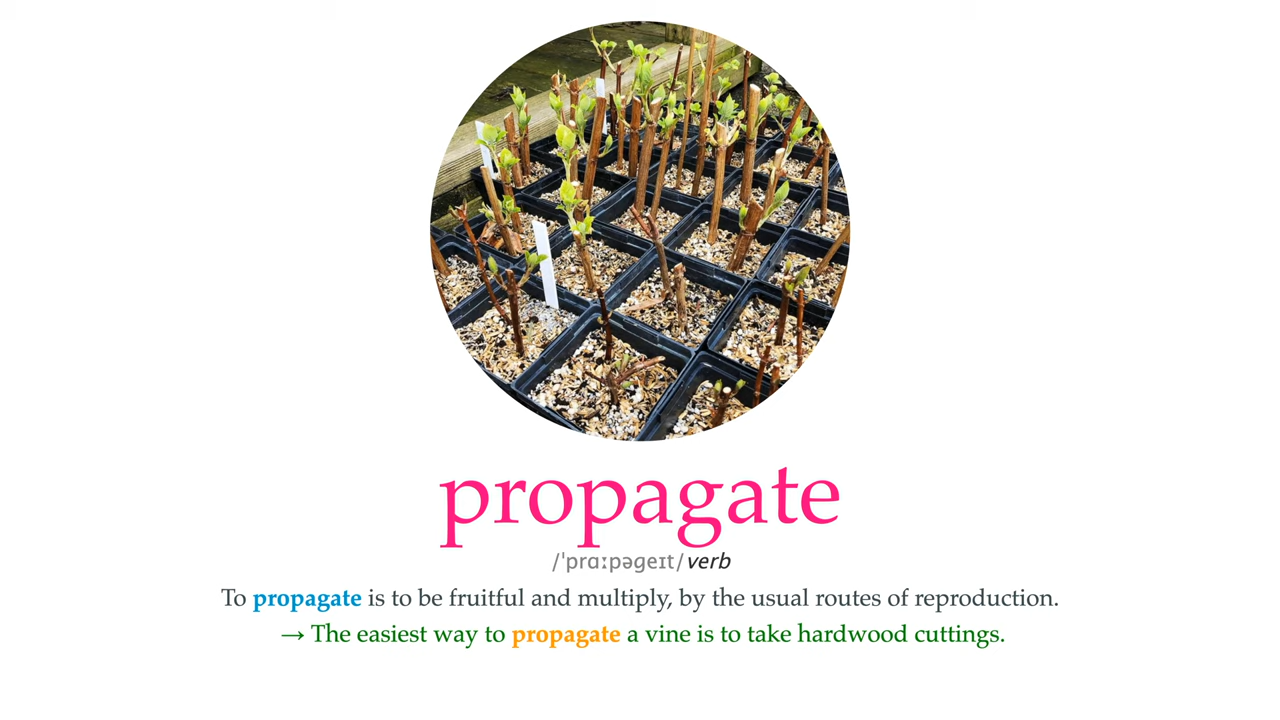 propagate
/ˈprɑːpəɡeɪt/ verb
To propagate is to be fruitful and multiply, by the usual routes of reproduction.
→ The easiest way to propagate a vine is to take hardwood cuttings.